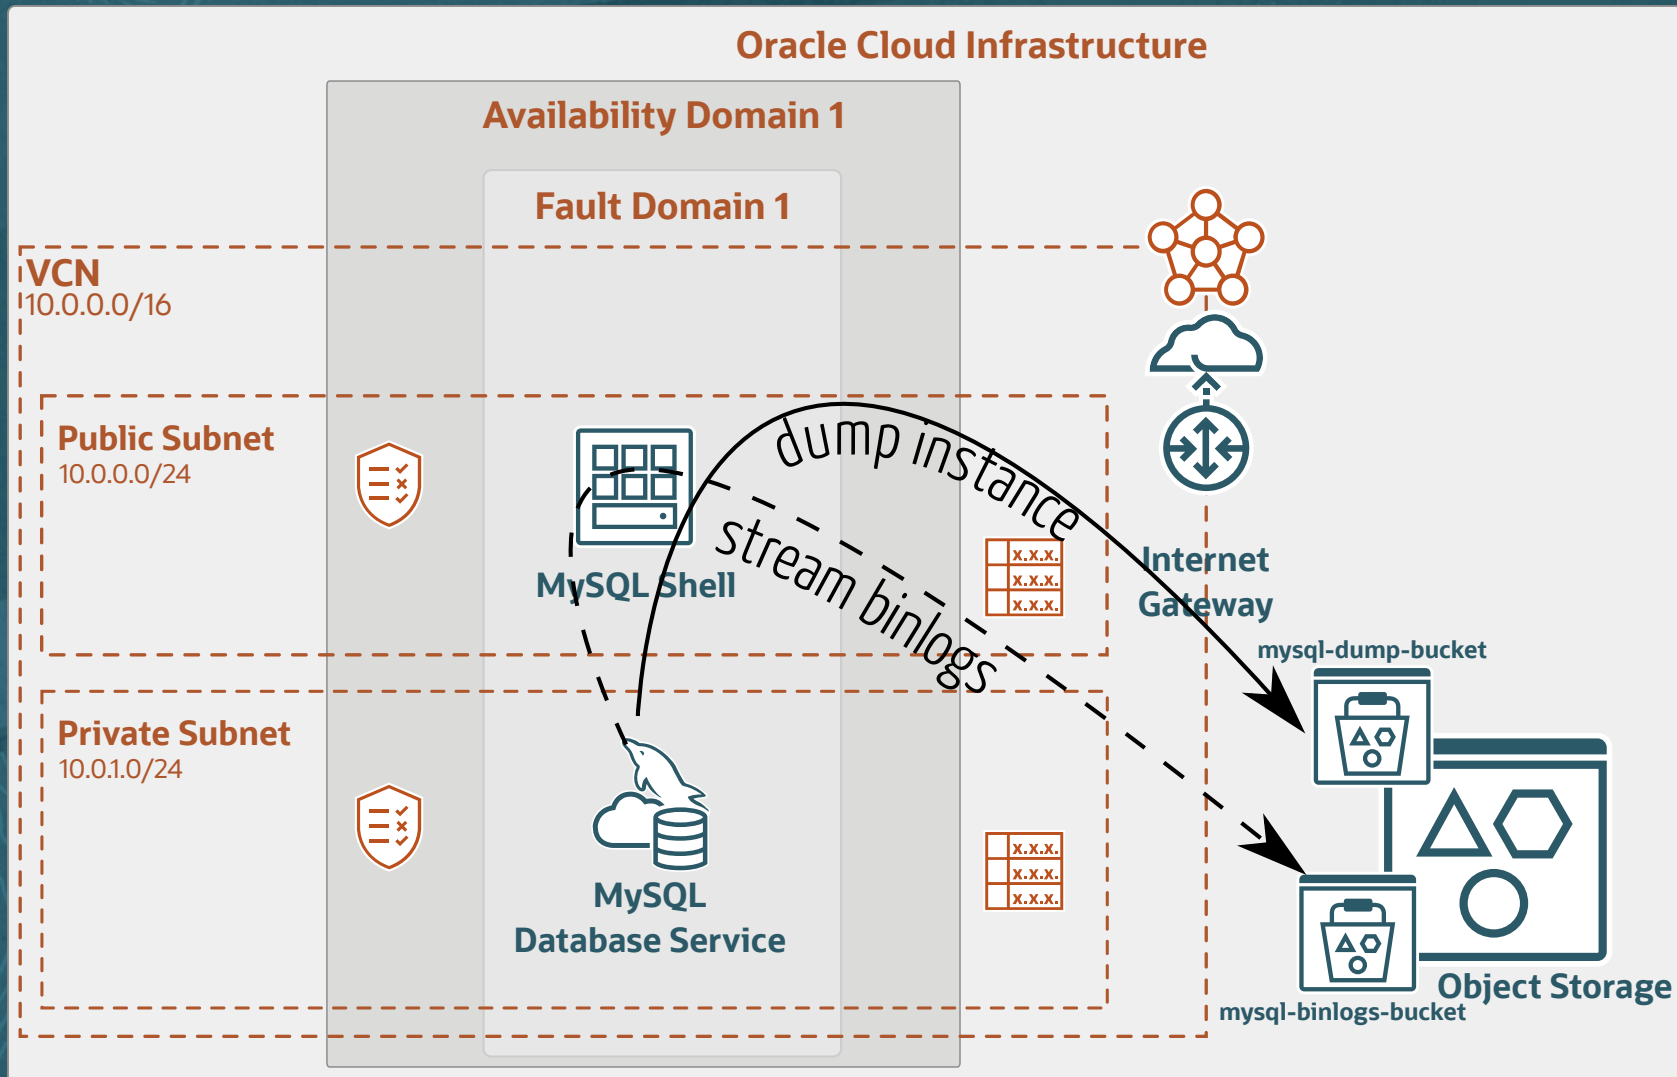 Oracle Cloud Infrastructure
Availability Domain 1
Fault Domain 1
VCN
10.0.0.0/16
Public Subnet
10.0.0.0/24
dump instance
stream binlogs
MySQL Shell
x.x.x.
x.x.x.
x.x.x.
Internet
Gateway
mysql-dump-bucket
Private Subnet
10.0.1.0/24
x.x.x.
x.x.x.
x.x.x.
MySQL
Database Service
Object Storage
mysql-binlogs-bucket